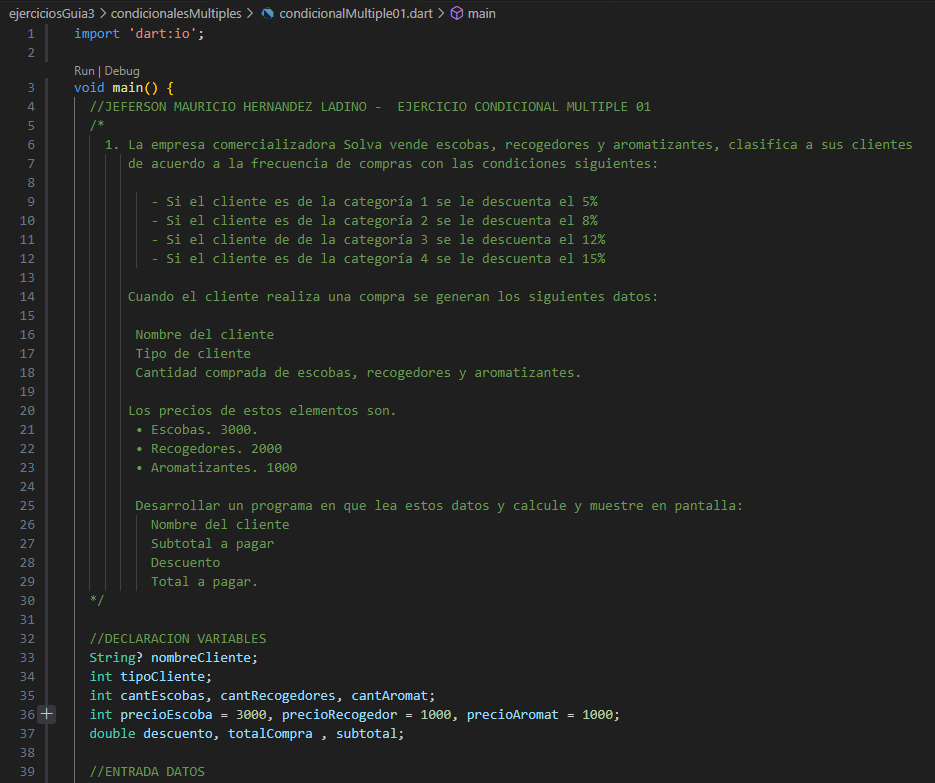 ejerciciosGuia3 > condicionalesMultiples > condicionalMultiple01.dart > main
1 import 'dart:io';
2
Run | Debug
3 void main() {
4 //JEFERSON MAURICIO HERNANDEZ LADINO -  EJERCICIO CONDICIONAL MULTIPLE 01
5 /*
6 1. La empresa comercializadora Solva vende escobas, recogedores y aromatizantes, clasifica a sus clientes
7 de acuerdo a la frecuencia de compras con las condiciones siguientes:
8
9 - Si el cliente es de la categoría 1 se le descuenta el 5%
10 - Si el cliente es de la categoría 2 se le descuenta el 8%
11 - Si el cliente de de la categoría 3 se le descuenta el 12%
12 - Si el cliente es de la categoría 4 se le descuenta el 15%
13
14 Cuando el cliente realiza una compra se generan los siguientes datos:
15
16 Nombre del cliente
17 Tipo de cliente
18 Cantidad comprada de escobas, recogedores y aromatizantes.
19
20 Los precios de estos elementos son.
21 • Escobas. 3000.
22 • Recogedores. 2000
23 • Aromatizantes. 1000
24
25 Desarrollar un programa en que lea estos datos y calcule y muestre en pantalla:
26 Nombre del cliente
27 Subtotal a pagar
28 Descuento
29 Total a pagar.
30 */
31
32 //DECLARACION VARIABLES
33 String? nombreCliente;
34 int tipoCliente;
35 int cantEscobas, cantRecogedores, cantAromat;
36 + int precioEscoba = 3000, precioRecogedor = 1000, precioAromat = 1000;
37 double descuento, totalCompra , subtotal;
38
39 //ENTRADA DATOS